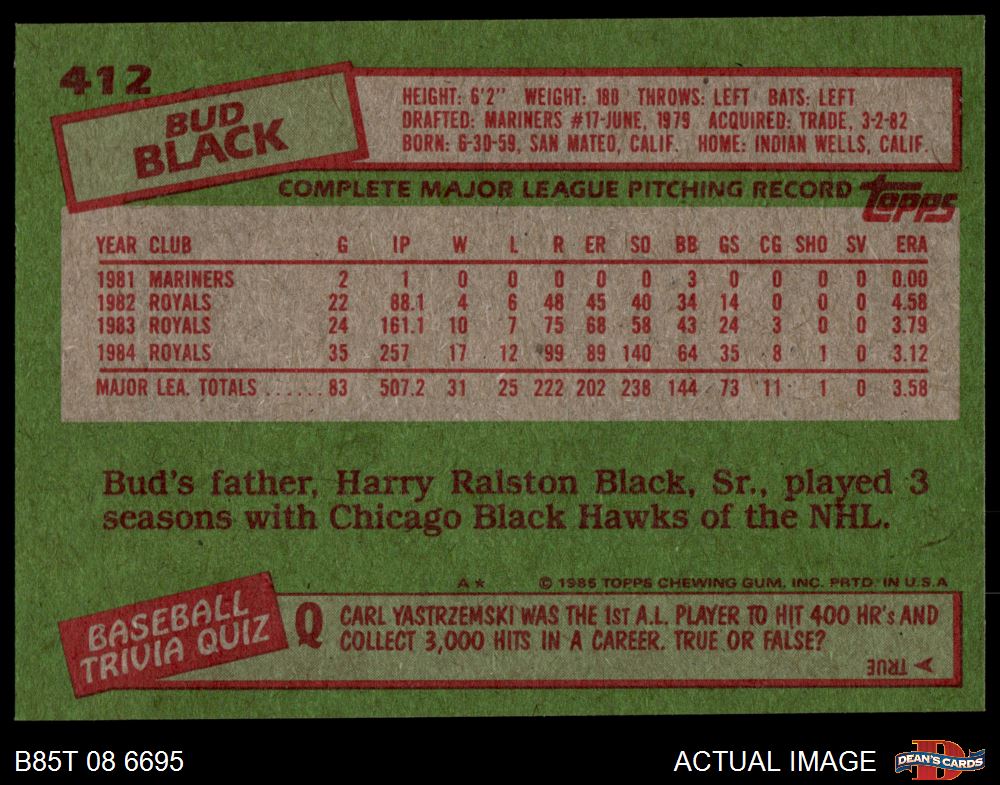 412
BUD
BLACK
HEIGHT: 6'2" WEIGHT: 180 THROWS: LEFT BATS: LEFT
DRAFTED: MARINERS #17-JUNE, 1979 ACQUIRED: TRADE, 3-2-82
BORN: 6-30-59, SAN MATEO, CALIF. HOME: INDIAN WELLS, CALIF.
COMPLETE MAJOR LEAGUE PITCHING RECORD topps
YEAR CLUB G IP W L R ER SO BB GS CG SHO SV ERA
1981 MARINERS 2 1 0 0 0 0 0 3 0 0 0 0 0.00
1982 ROYALS 22 88.1 4 6 48 45 40 34 14 0 0 0 4.58
1983 ROYALS 24 161.1 10 7 75 68 58 43 24 3 0 0 3.79
1984 ROYALS 35 257 17 12 99 89 140 64 35 8 1 0 3.12
MAJOR LEA. TOTALS ...... 83 507.2 31 25 222 202 238 144 73 11 1 0 3.58
Bud's father, Harry Ralston Black, Sr., played 3
seasons with Chicago Black Hawks of the NHL.
A* © 1985 TOPPS CHEWING GUM, INC. PRTD. IN U.S.A
BASEBALL
TRIVIA QUIZ
Q CARL YASTRZEMSKI WAS THE 1ST A.L. PLAYER TO HIT 400 HR's AND
COLLECT 3,000 HITS IN A CAREER. TRUE OR FALSE?
A TRUE
B85T 08 6695
ACTUAL IMAGE
D
DEAN'S CARDS